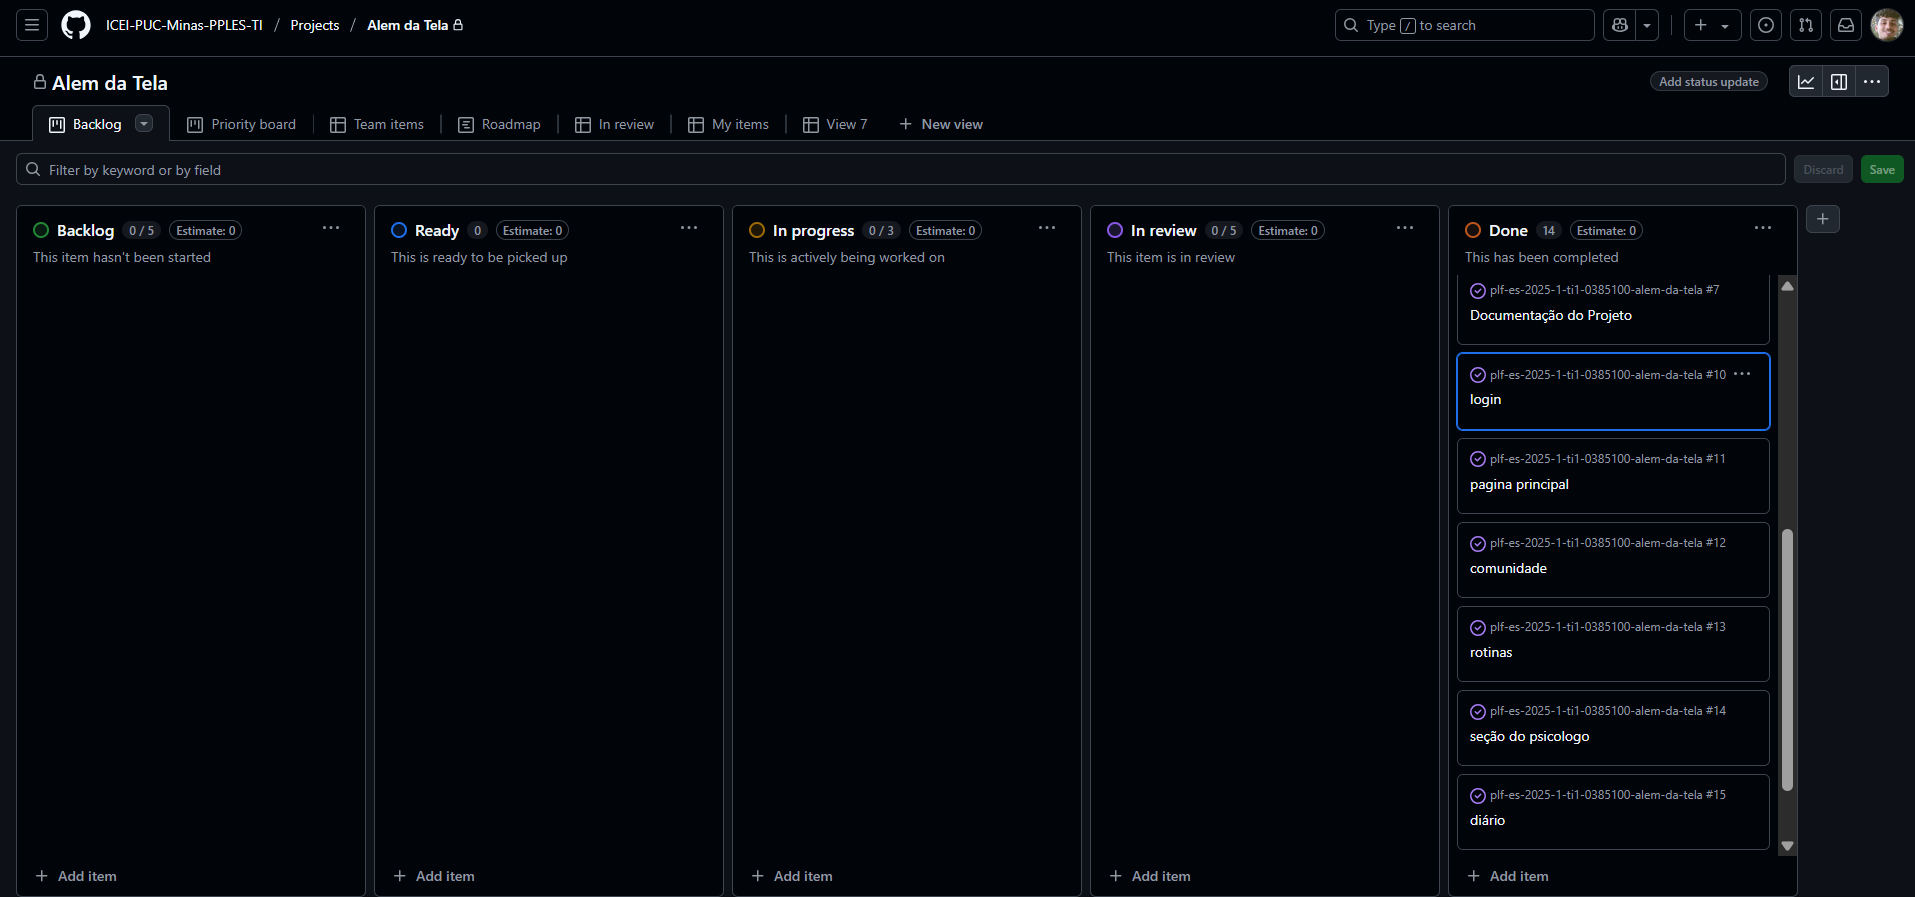 ICEI-PUC-Minas-PPLES-TI / Projects / Alem da Tela
Type / to search
Alem da Tela
Add status update
Backlog
Priority board
Team items
Roadmap
In review
My items
View 7
New view
Filter by keyword or by field
Discard
Save
Backlog 0 / 5 Estimate: 0
This item hasn't been started
Add item
Ready 0 Estimate: 0
This is ready to be picked up
Add item
In progress 0 / 3 Estimate: 0
This is actively being worked on
Add item
In review 0 / 5 Estimate: 0
This item is in review
Add item
Done 14 Estimate: 0
This has been completed
plf-es-2025-1-ti1-0385100-alem-da-tela #7
Documentação do Projeto
plf-es-2025-1-ti1-0385100-alem-da-tela #10
login
plf-es-2025-1-ti1-0385100-alem-da-tela #11
pagina principal
plf-es-2025-1-ti1-0385100-alem-da-tela #12
comunidade
plf-es-2025-1-ti1-0385100-alem-da-tela #13
rotinas
plf-es-2025-1-ti1-0385100-alem-da-tela #14
seção do psicologo
plf-es-2025-1-ti1-0385100-alem-da-tela #15
diário
Add item